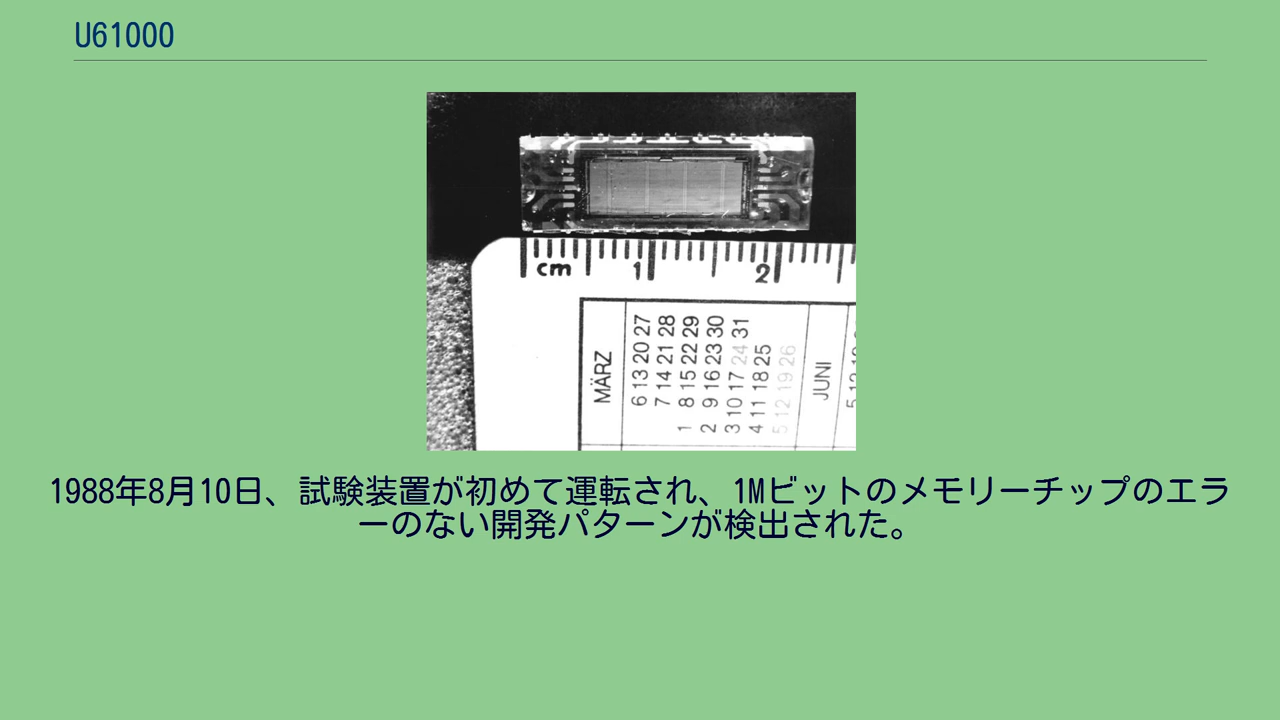 U61000
cm 1 2
MÄRZ
6 13 20 27
7 14 21 28
1 8 15 22 29
2 9 16 23 30
3 10 17 24 31
4 11 18 25
5 12 19 26
JUNI
1988年8月10日、試験装置が初めて運転され、1Mビットのメモリーチップのエラ
ーのない開発パターンが検出された。